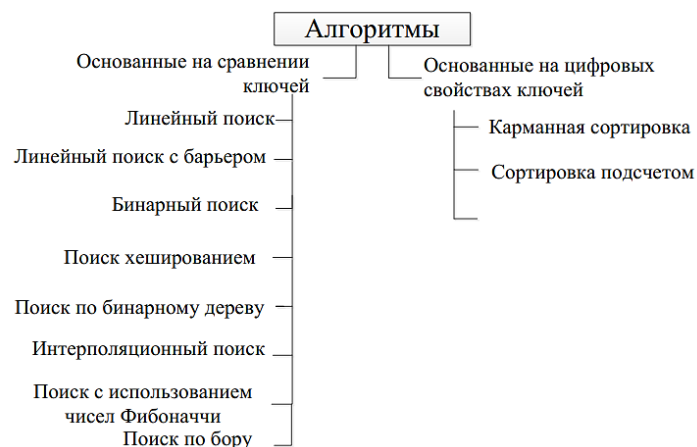 Алгоритмы
Основанные на сравнении
ключей
Линейный поиск
Линейный поиск с барьером
Бинарный поиск
Поиск хешированием
Поиск по бинарному дереву
Интерполяционный поиск
Поиск с использованием
чисел Фибоначчи
Поиск по бору
Основанные на цифровых
свойствах ключей
Карманная сортировка
Сортировка подсчетом